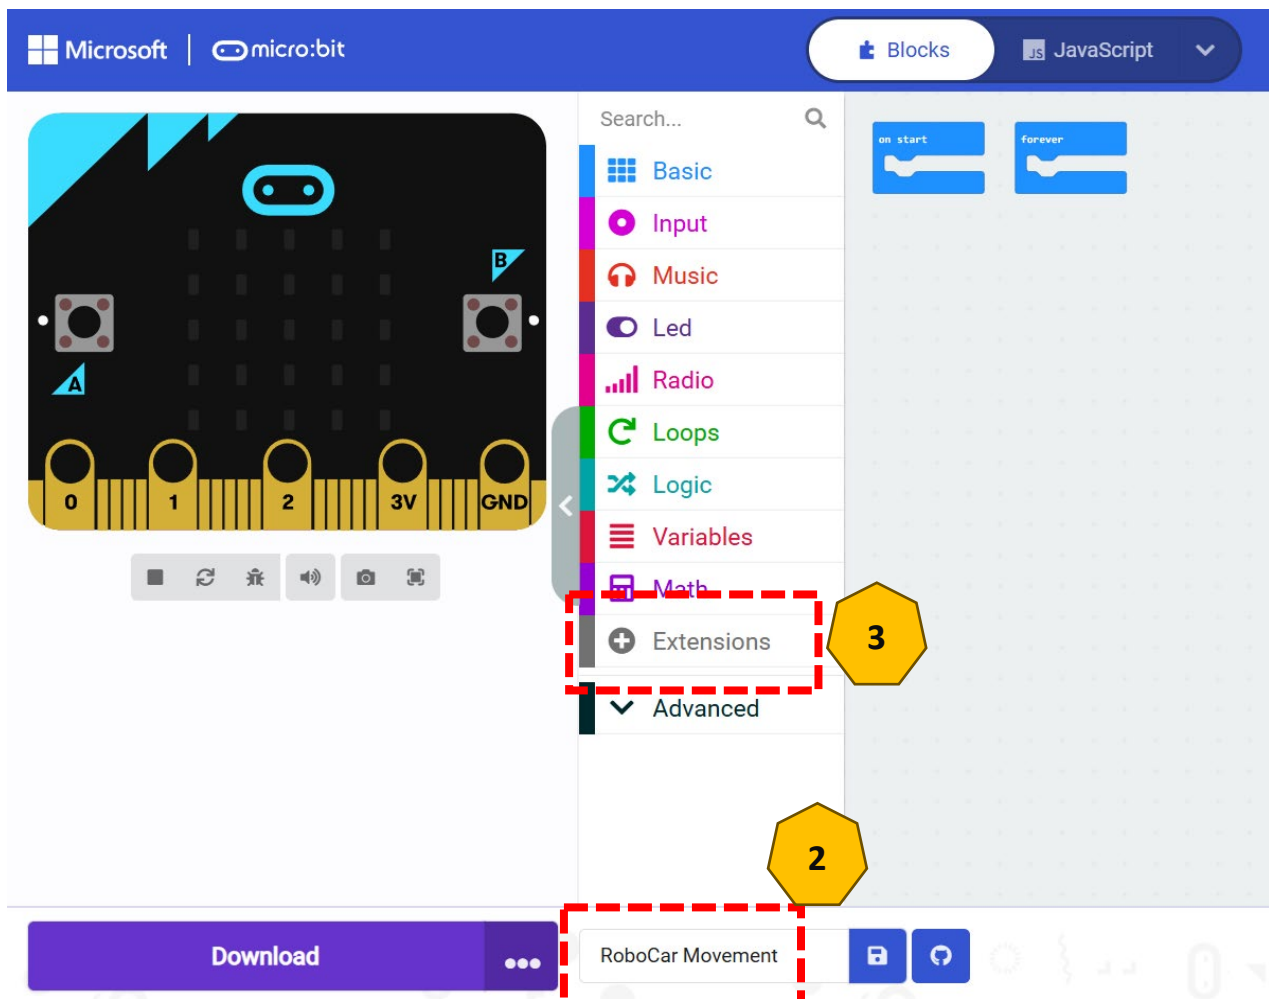 Microsoft micro:bit
Blocks
JS JavaScript
Search...
on start
forever
Basic
Input
Music
Led
Radio
Loops
Logic
Variables
Math
Extensions
Advanced
B
A
0 1 2 3V GND
3
2
Download
RoboCar Movement